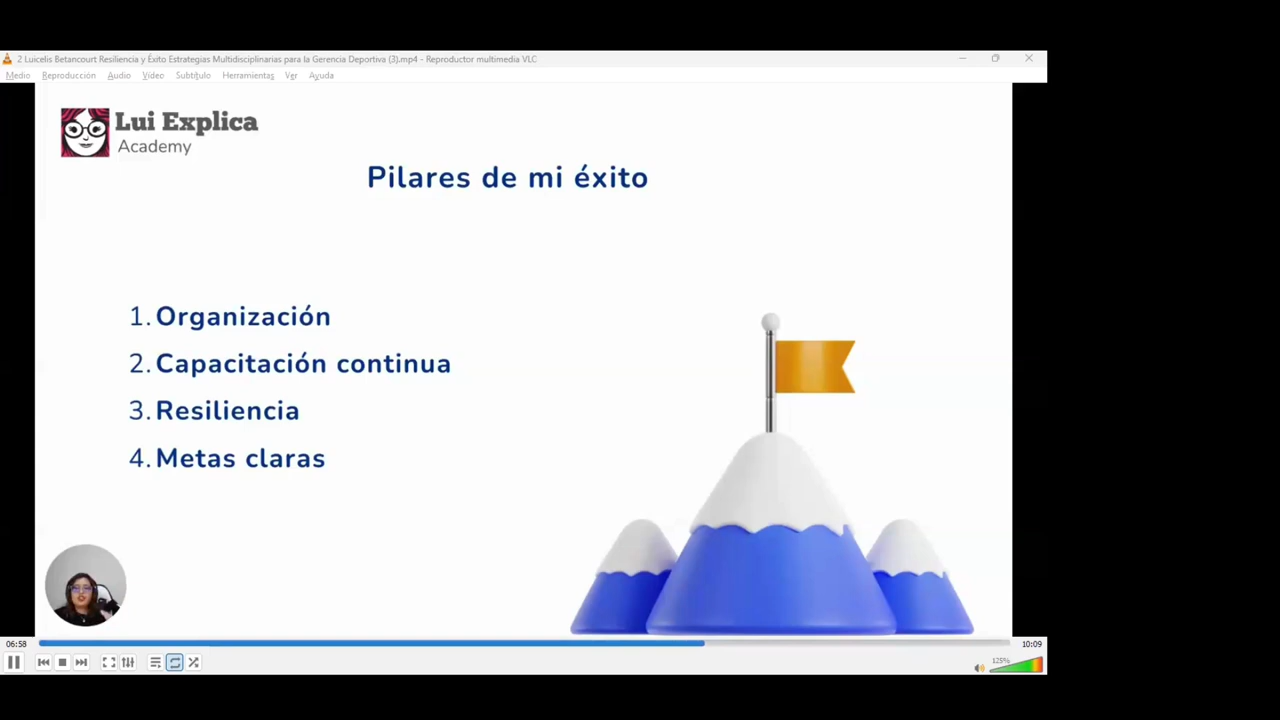 2 Luicelis Betancourt Resiliencia y Éxito Estrategias Multidisciplinarias para la Gerencia Deportiva (3).mp4 - Reproductor multimedia VLC
Medio Reproducción Audio Vídeo Subtítulo Herramientas Ver Ayuda
Lui Explica
Academy
Pilares de mi éxito
1. Organización
2. Capacitación continua
3. Resiliencia
4. Metas claras
06:58 10:09
125%